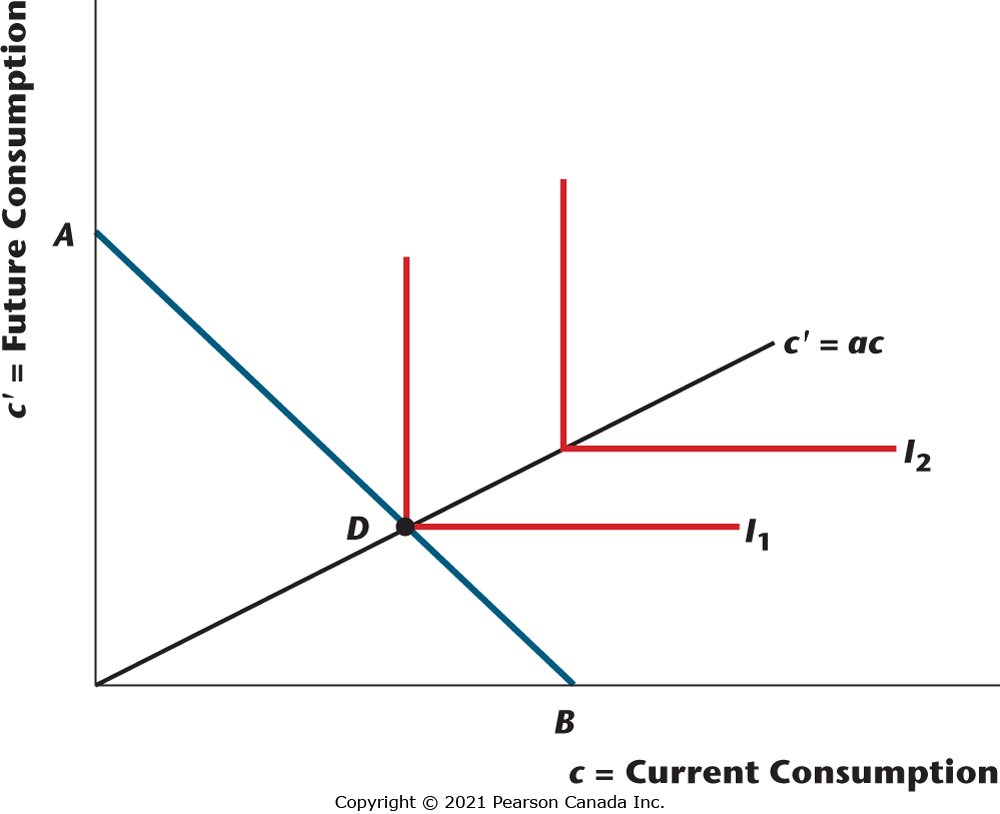 c' = Future Consumption
A
c' = ac
I2
D
I1
B
c = Current Consumption
Copyright © 2021 Pearson Canada Inc.